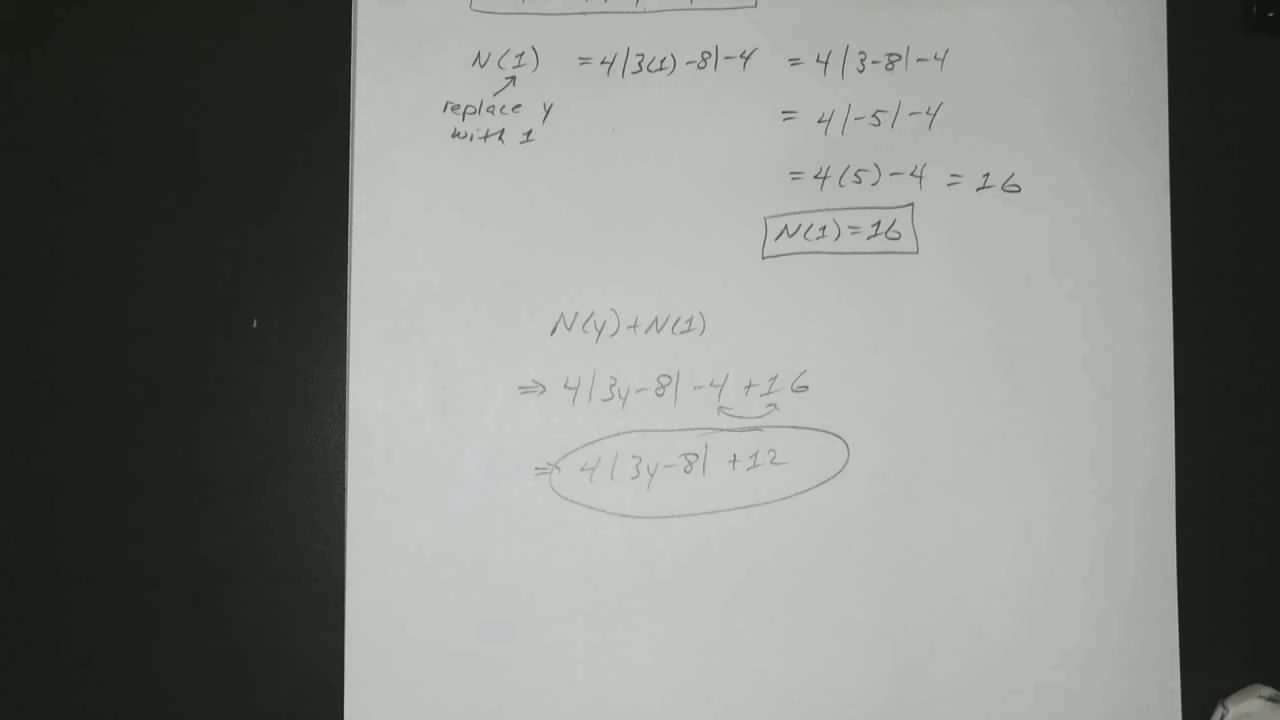 N(1) = 4|3(1)-8|-4 = 4|3-8|-4
replace y
with 1
= 4|-5|-4
= 4(5)-4 = 16
N(1)=16
N(y)+N(1)
⇒ 4|3y-8|-4+16
⇒ 4|3y-8|+12